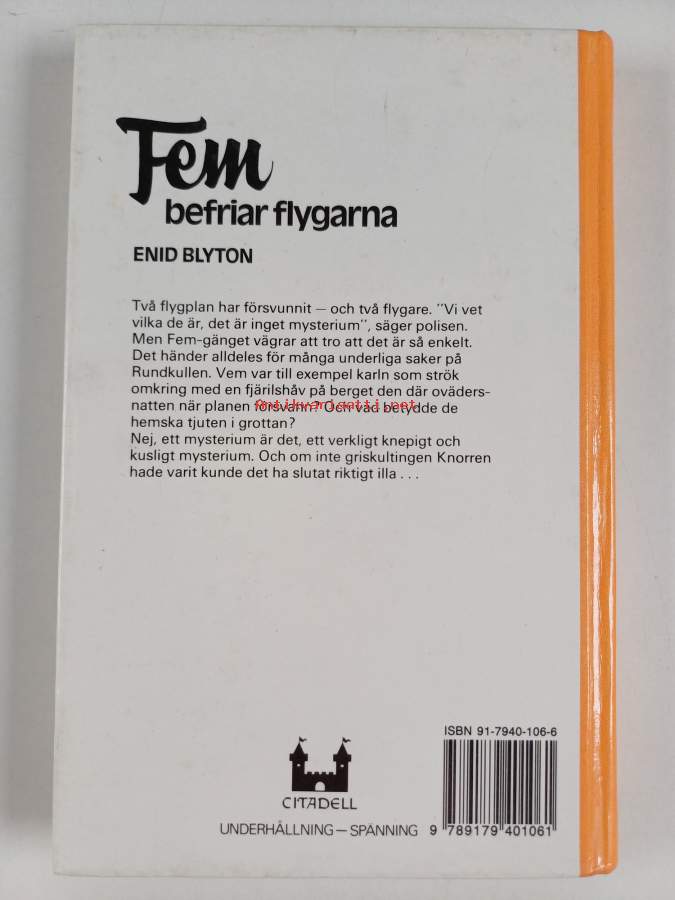 Fem
befriar flygarna
ENID BLYTON
Två flygplan har försvunnit – och två flygare. ”Vi vet
vilka de är, det är inget mysterium”, säger polisen.
Men Fem-gänget vägrar att tro att det är så enkelt.
Det händer alldeles för många underliga saker på
Rundkullen. Vem var till exempel karln som strök
omkring med en fjärilshåv på berget den där oväders-
natten när planen försvann? Och vad betydde de
antikvariaatti.net
hemska tjuten i grottan?
Nej, ett mysterium är det, ett verkligt knepigt och
kusligt mysterium. Och om inte griskultingen Knorren
hade varit kunde det ha slutat riktigt illa . . .
ISBN 91-7940-106-6
CITADELL
UNDERHÅLLNING – SPÄNNING
9 789179 401061